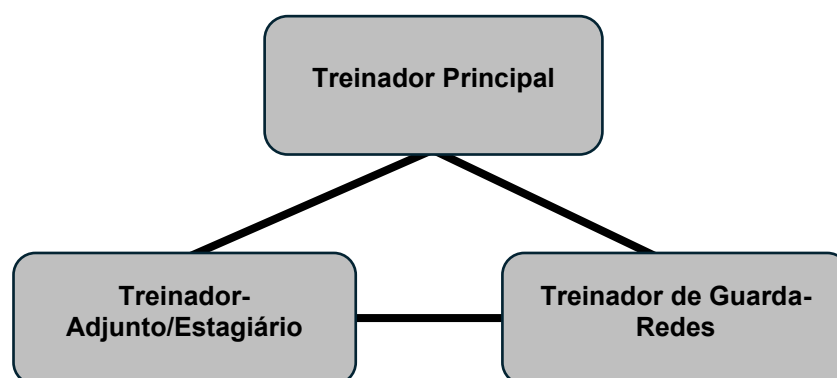 Treinador Principal
Treinador-
Adjunto/Estagiário
Treinador de Guarda-
Redes